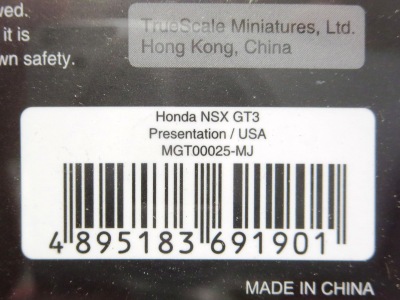 wed.
it is
wn safety.
TrueScale Miniatures, Ltd.
Hong Kong, China
Honda NSX GT3
Presentation / USA
MGT00025-MJ
4 895183 691901
MADE IN CHINA